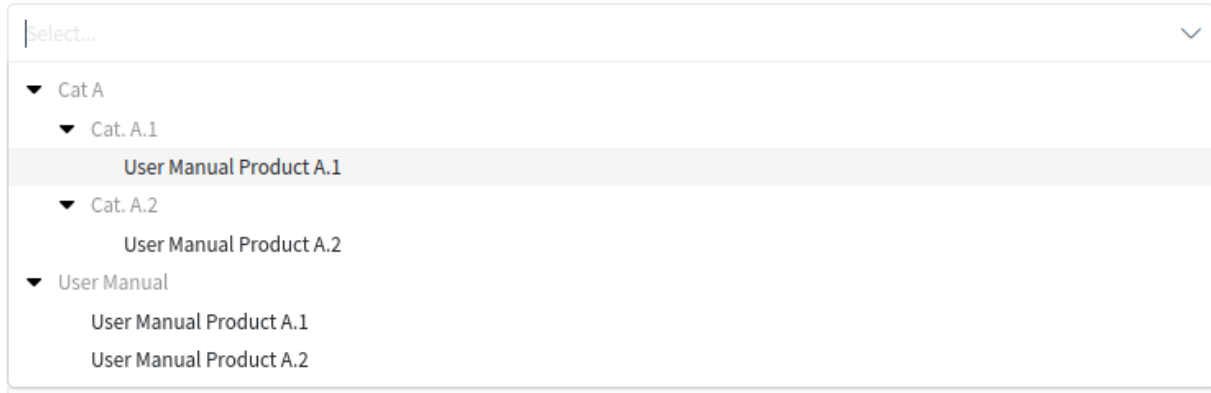 Select...
Cat A
Cat. A.1
User Manual Product A.1
Cat. A.2
User Manual Product A.2
User Manual
User Manual Product A.1
User Manual Product A.2